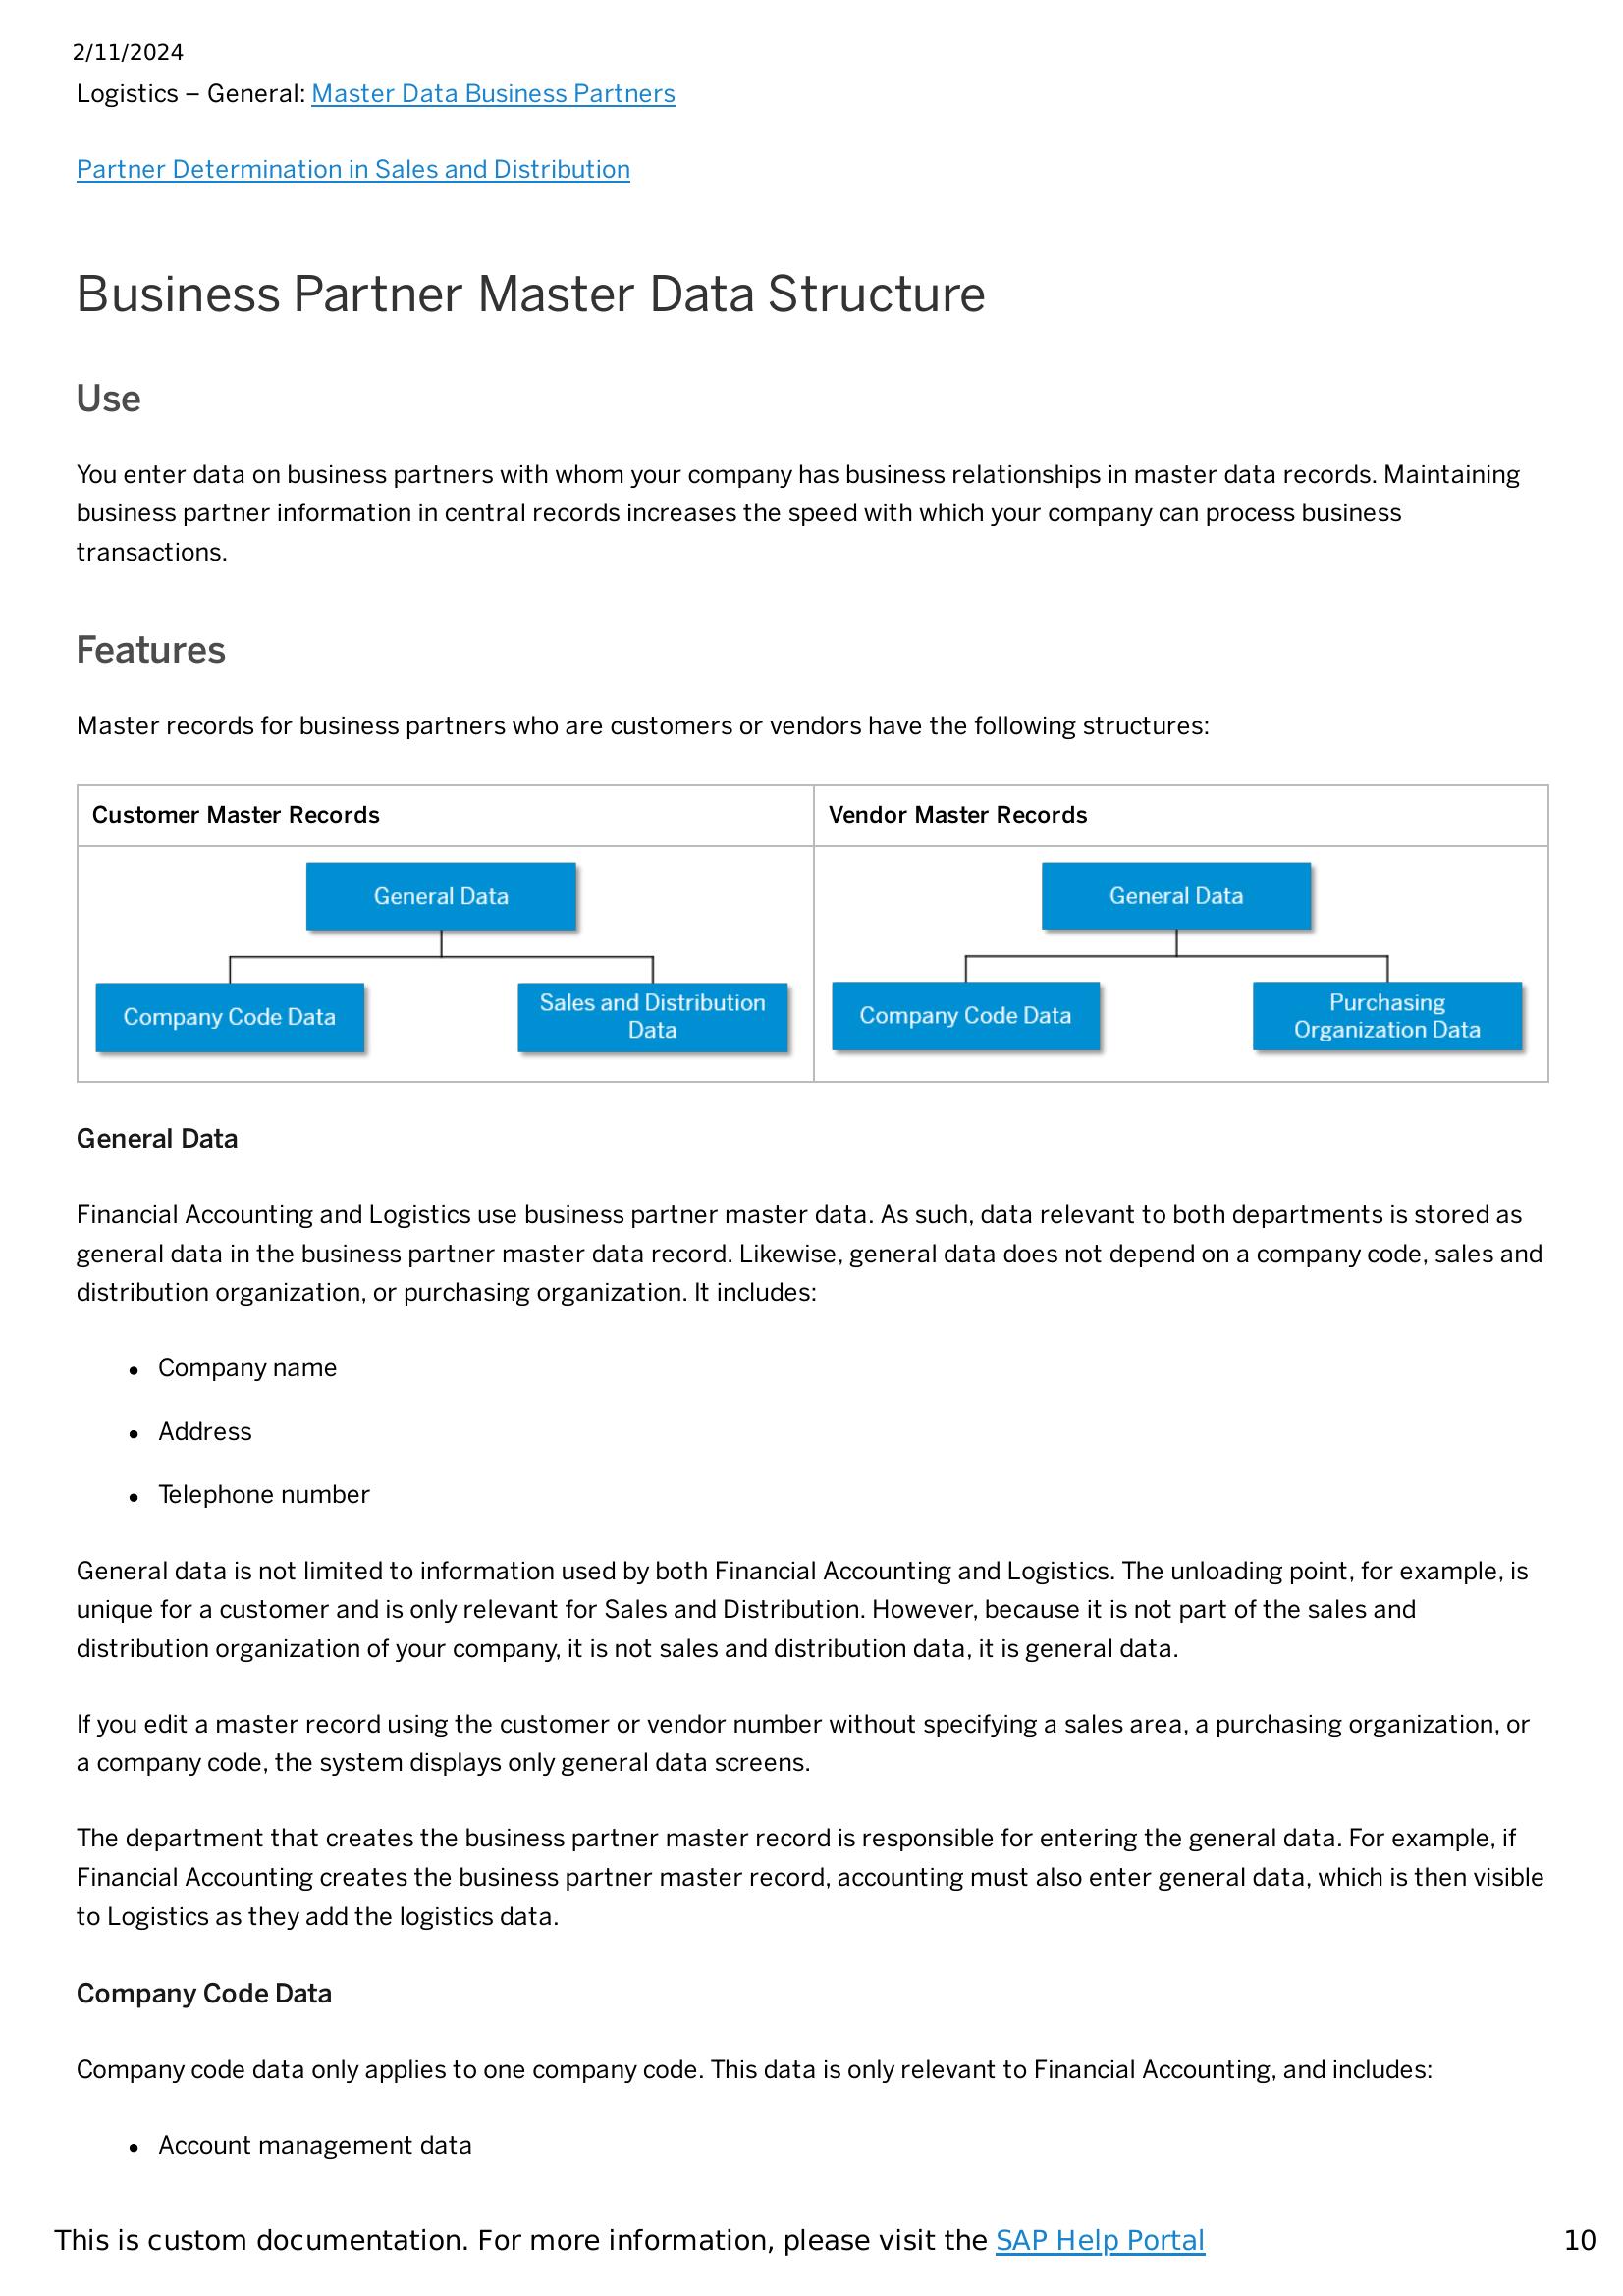 2/11/2024
Logistics – General: Master Data Business Partners
Partner Determination in Sales and Distribution
Business Partner Master Data Structure
Use
You enter data on business partners with whom your company has business relationships in master data records. Maintaining
business partner information in central records increases the speed with which your company can process business
transactions.
Features
Master records for business partners who are customers or vendors have the following structures:
Customer Master Records
Vendor Master Records
General Data
Company Code Data
Sales and Distribution
Data
General Data
Company Code Data
Purchasing
Organization Data
General Data
Financial Accounting and Logistics use business partner master data. As such, data relevant to both departments is stored as
general data in the business partner master data record. Likewise, general data does not depend on a company code, sales and
distribution organization, or purchasing organization. It includes:
• Company name
• Address
• Telephone number
General data is not limited to information used by both Financial Accounting and Logistics. The unloading point, for example, is
unique for a customer and is only relevant for Sales and Distribution. However, because it is not part of the sales and
distribution organization of your company, it is not sales and distribution data, it is general data.
If you edit a master record using the customer or vendor number without specifying a sales area, a purchasing organization, or
a company code, the system displays only general data screens.
The department that creates the business partner master record is responsible for entering the general data. For example, if
Financial Accounting creates the business partner master record, accounting must also enter general data, which is then visible
to Logistics as they add the logistics data.
Company Code Data
Company code data only applies to one company code. This data is only relevant to Financial Accounting, and includes:
• Account management data
This is custom documentation. For more information, please visit the SAP Help Portal
10